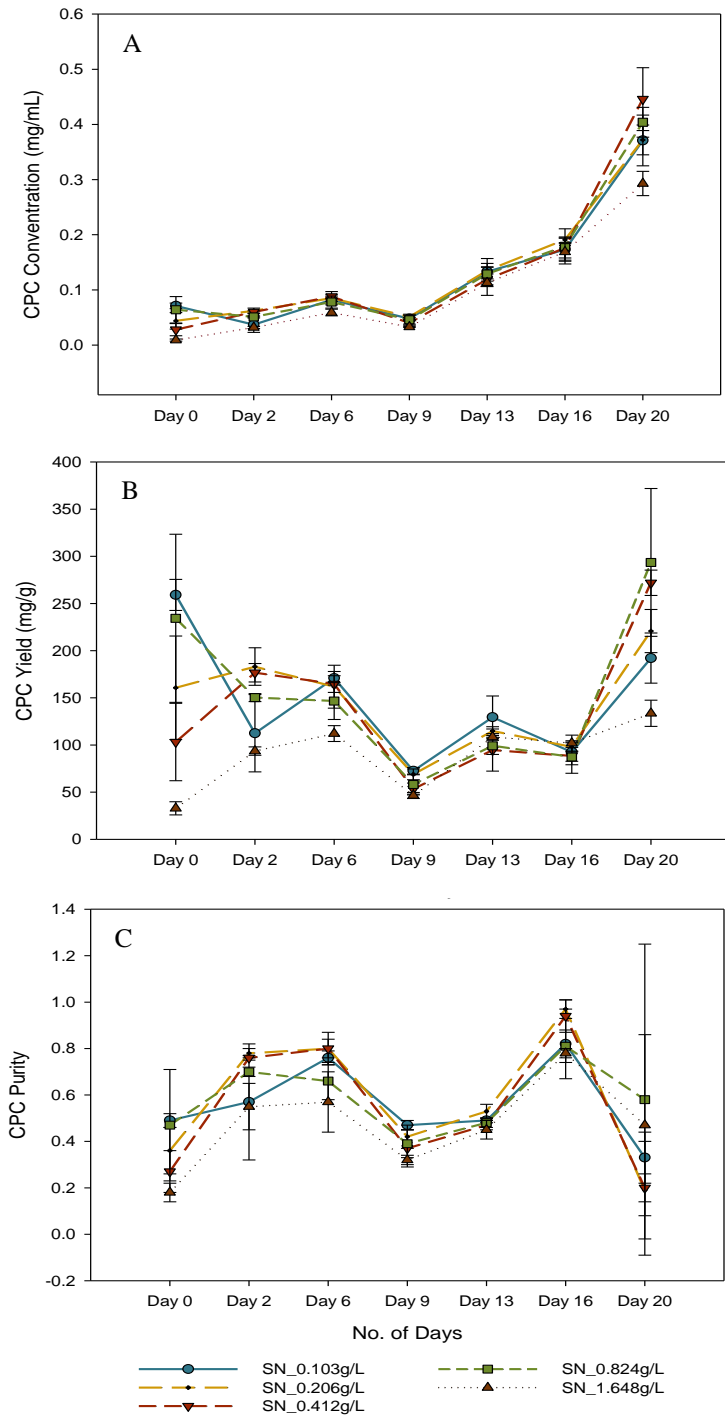 A
CPC Conventration (mg/mL)
0.6
0.5
0.4
0.3
0.2
0.1
0.0
Day 0 Day 2 Day 6 Day 9 Day 13 Day 16 Day 20
B
CPC Yield (mg/g)
400
350
300
250
200
150
100
50
0
Day 0 Day 2 Day 6 Day 9 Day 13 Day 16 Day 20
C
CPC Purity
1.4
1.2
1.0
0.8
0.6
0.4
0.2
0.0
-0.2
Day 0 Day 2 Day 6 Day 9 Day 13 Day 16 Day 20
No. of Days
SN_0.103g/L
SN_0.206g/L
SN_0.412g/L
SN_0.824g/L
SN_1.648g/L